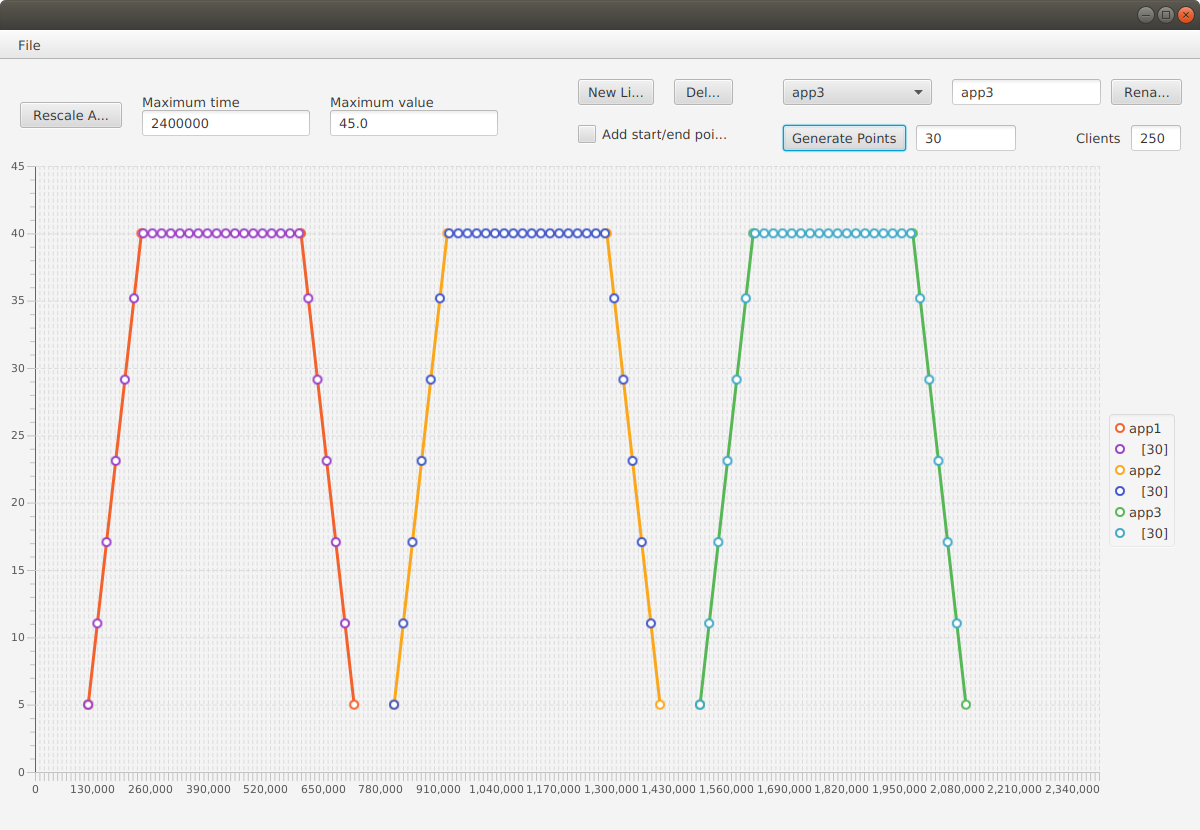 File
New Li...
Del...
app3
app3
Rena...
Rescale A...
Maximum time
2400000
Maximum value
45.0
Add start/end poi...
Generate Points
30
Clients
250
45
40
35
30
25
20
15
10
5
0
0 130,000 260,000 390,000 520,000 650,000 780,000 910,000 1,040,000 1,170,000 1,300,000 1,430,000 1,560,000 1,690,000 1,820,000 1,950,000 2,080,000 2,210,000 2,340,000
app1
[30]
app2
[30]
app3
[30]